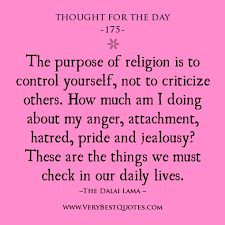 THOUGHT FOR THE DAY
-175-
The purpose of religion is to
control yourself, not to criticize
others. How much am I doing
about my anger, attachment,
hatred, pride and jealousy?
These are the things we must
check in our daily lives.
~The Dalai Lama~
WWW.VERYBESTQUOTES.COM